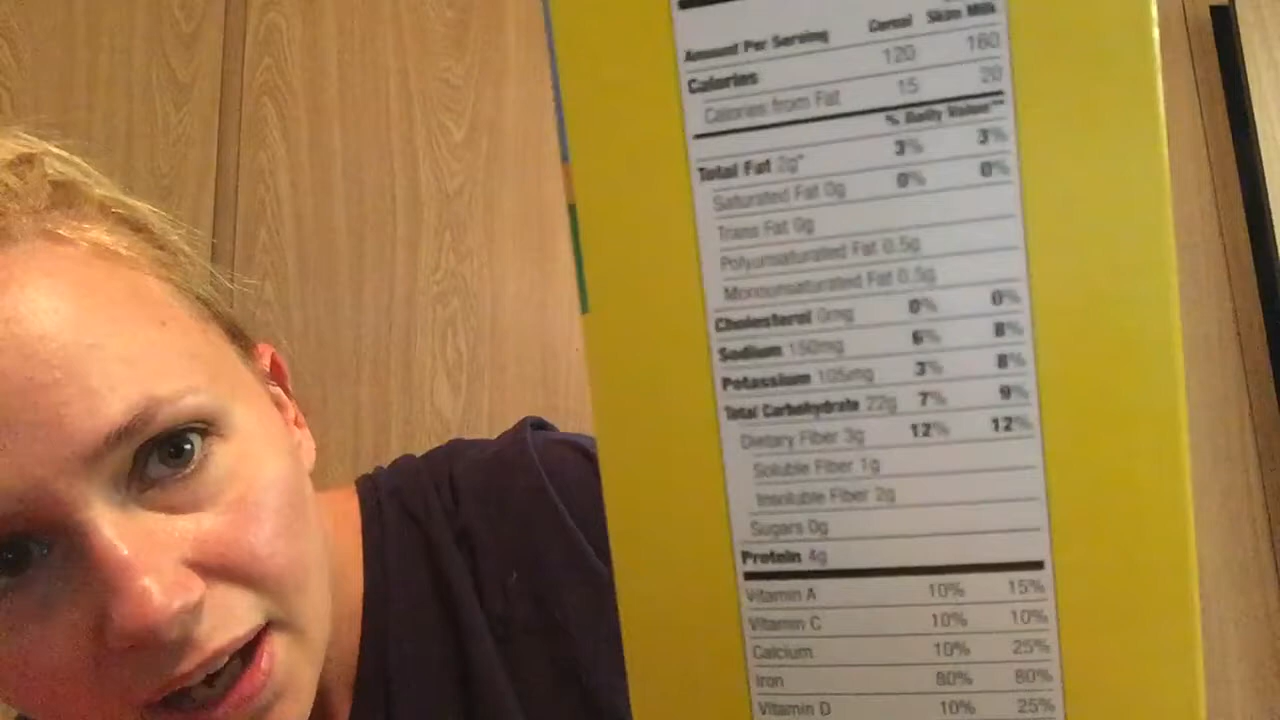 Amount Per Serving Cereal Skim Milk
Calories 120 160
Calories from Fat 15 20
% Daily Value**
Total Fat 2g* 3% 3%
Saturated Fat 0g 0% 0%
Trans Fat 0g
Polyunsaturated Fat 0.5g
Monounsaturated Fat 0.5g
Cholesterol 0mg 0% 0%
Sodium 150mg 6% 8%
Potassium 105mg 3% 8%
Total Carbohydrate 22g 7% 9%
Dietary Fiber 3g 12% 12%
Soluble Fiber 1g
Insoluble Fiber 2g
Sugars 0g
Protein 4g
Vitamin A 10% 15%
Vitamin C 10% 10%
Calcium 10% 25%
Iron 80% 80%
Vitamin D 10% 25%